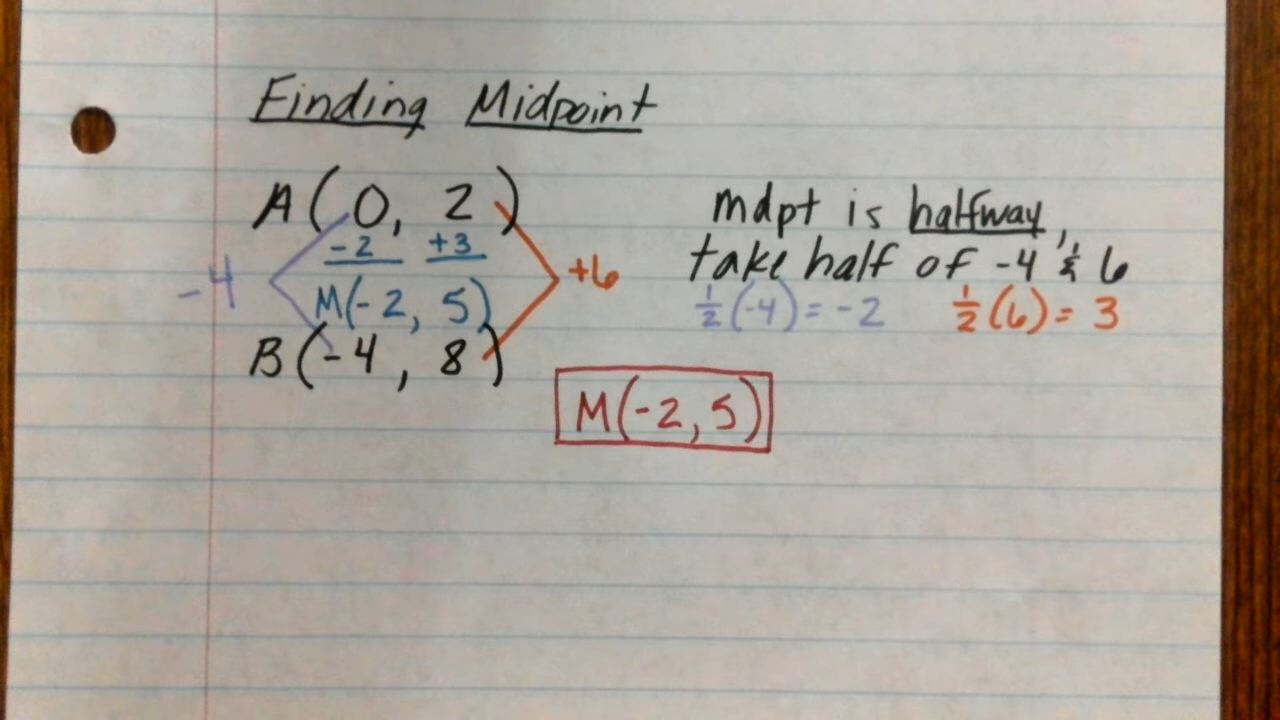 Finding Midpoint
A(0, 2)
-2 +3
-4
+6
M(-2, 5)
B(-4, 8)
mdpt is halfway,
take half of -4 & 6
½(-4) = -2 ½(6) = 3
M(-2, 5)